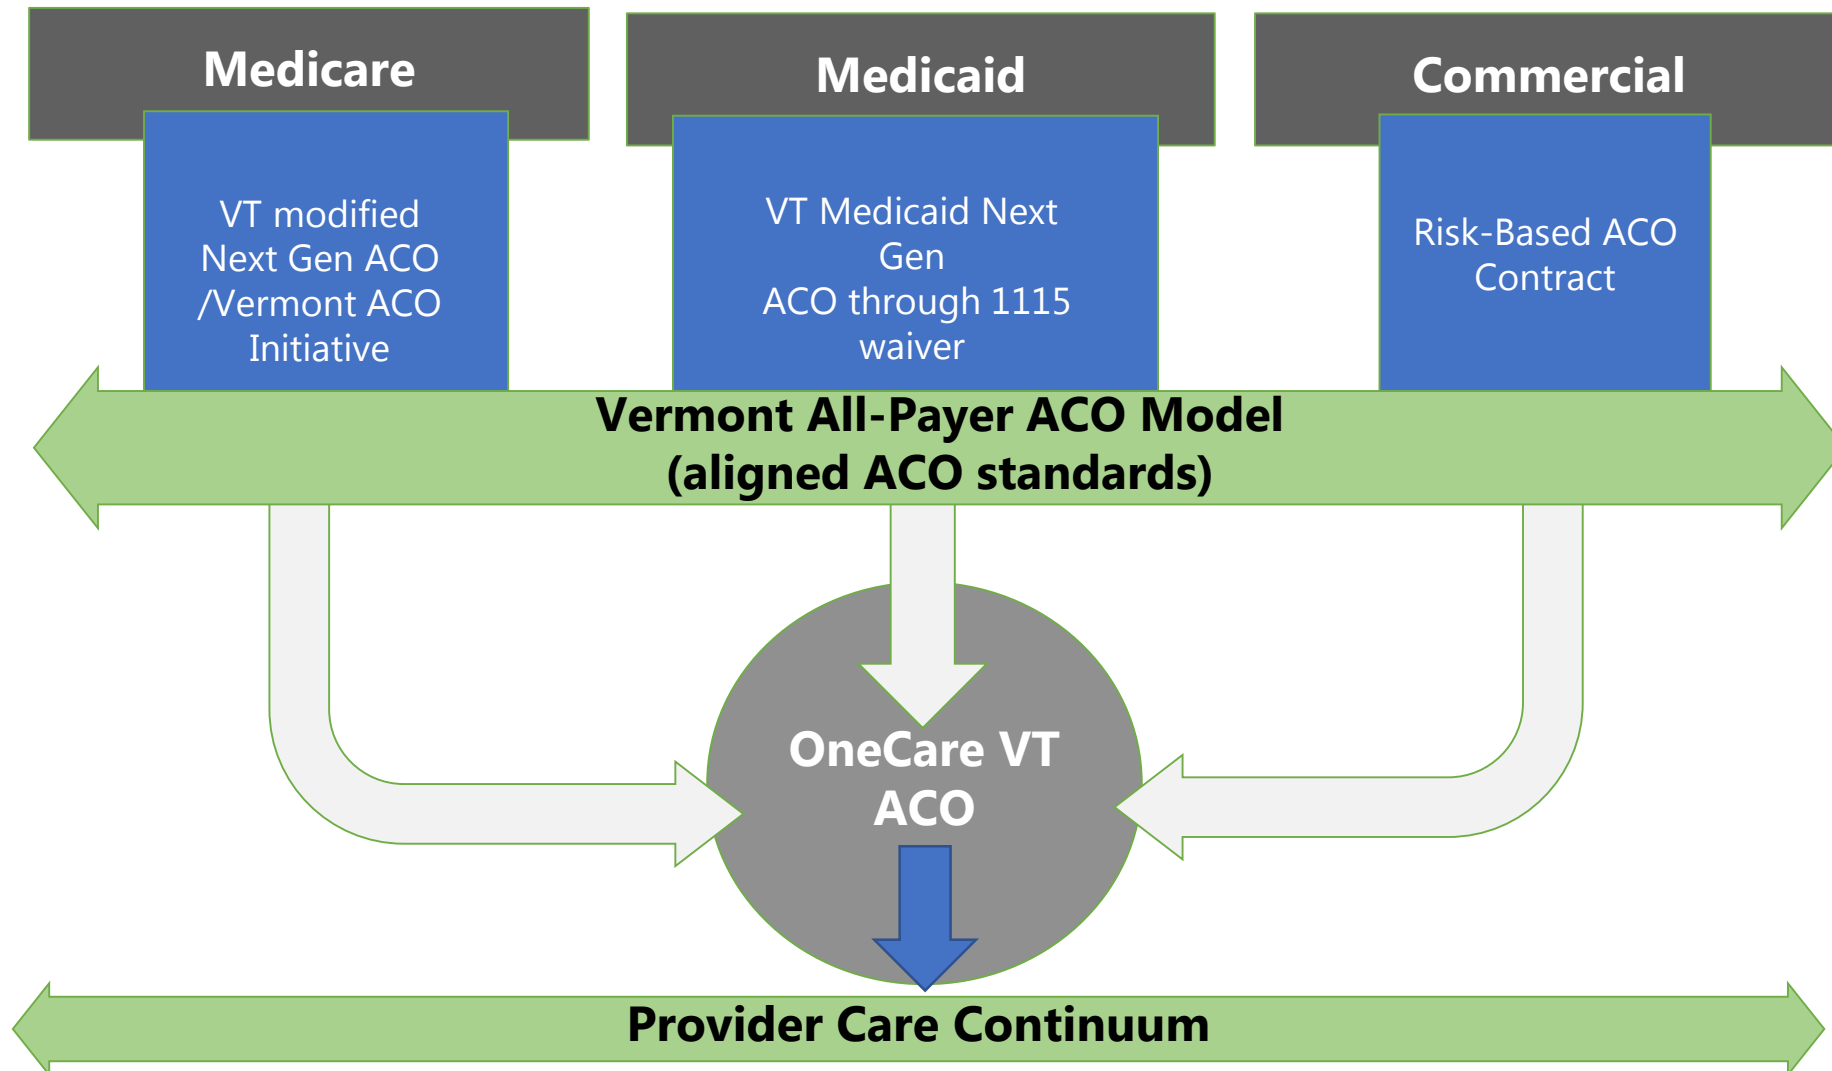 Medicare
Medicaid
Commercial
VT modified
Next Gen ACO
/Vermont ACO
Initiative
VT Medicaid Next
Gen
ACO through 1115
waiver
Risk-Based ACO
Contract
Vermont All-Payer ACO Model
(aligned ACO standards)
OneCare VT
ACO
Provider Care Continuum